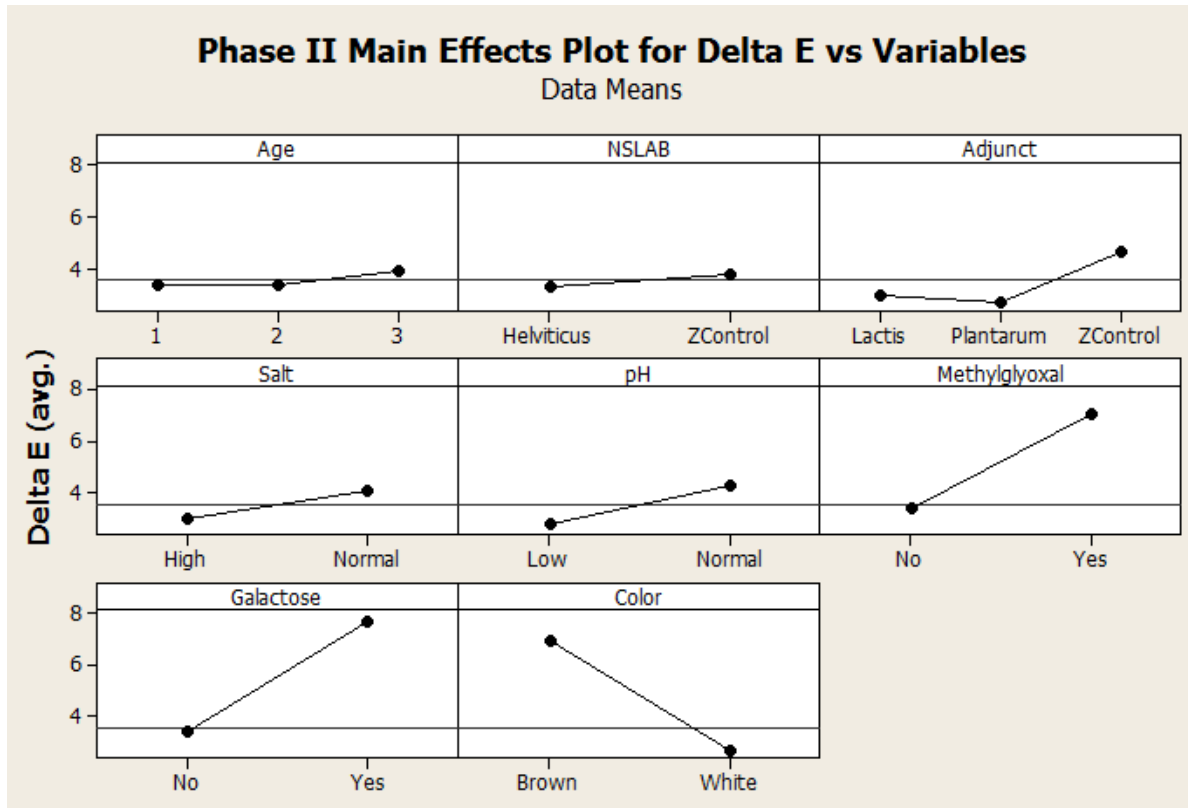 Phase II Main Effects Plot for Delta E vs Variables
Data Means
Delta E (avg.)
Age NSLAB Adjunct
8
6
4
1 2 3 Helviticus ZControl Lactis Plantarum ZControl
Salt pH Methylglyoxal
8
6
4
High Normal Low Normal No Yes
Galactose Color
8
6
4
No Yes Brown White